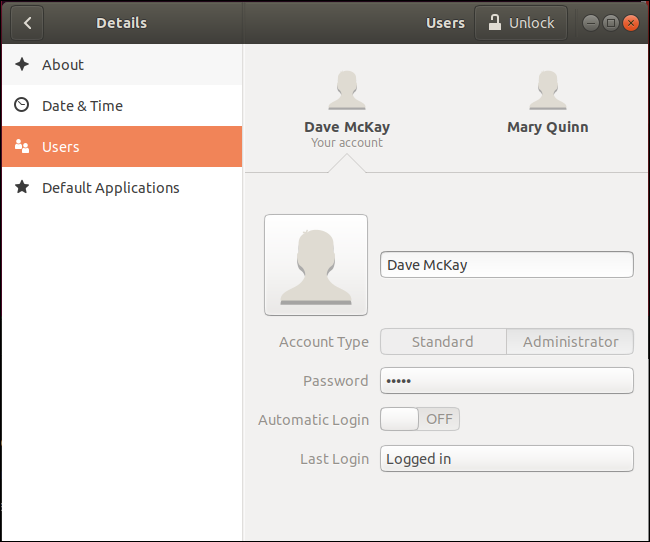 Details
Users
Unlock
About
Date & Time
Users
Default Applications
Dave McKay
Your account
Mary Quinn
Dave McKay
Account Type
Standard
Administrator
Password
•••••
Automatic Login
OFF
Last Login
Logged in